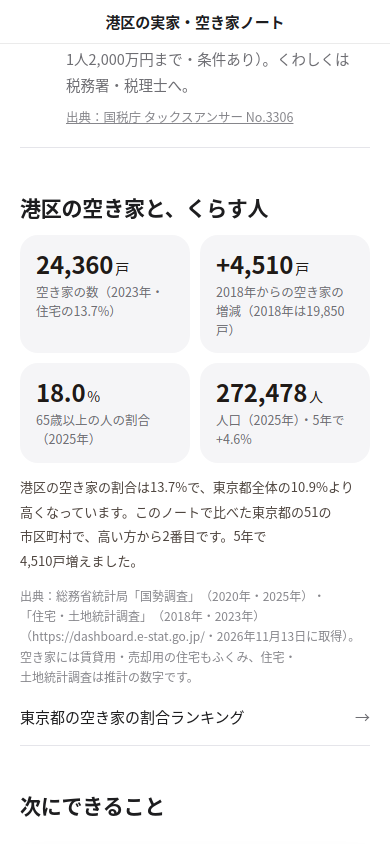 港区の実家・空き家ノート
1人2,000万円まで・条件あり)。くわしくは
税務署・税理士へ。
出典：国税庁 タックスアンサー No.3306
港区の空き家と、くらす人
24,360戸
空き家の数（2023年・
住宅の13.7%）
+4,510戸
2018年からの空き家の
増減（2018年は19,850
戸）
18.0%
65歳以上の人の割合
（2025年）
272,478人
人口（2025年）・5年で
+4.6%
港区の空き家の割合は13.7%で、東京都全体の10.9%より
高くなっています。このノートで比べた東京都の51の
市区町村で、高い方から2番目です。5年で
4,510戸増えました。
出典：総務省統計局「国勢調査」（2020年・2025年）・
「住宅・土地統計調査」（2018年・2023年）
（https://dashboard.e-stat.go.jp/・2026年11月13日に取得）。
空き家には賃貸用・売却用の住宅もふくみ、住宅・
土地統計調査は推計の数字です。
東京都の空き家の割合ランキング →
次にできること